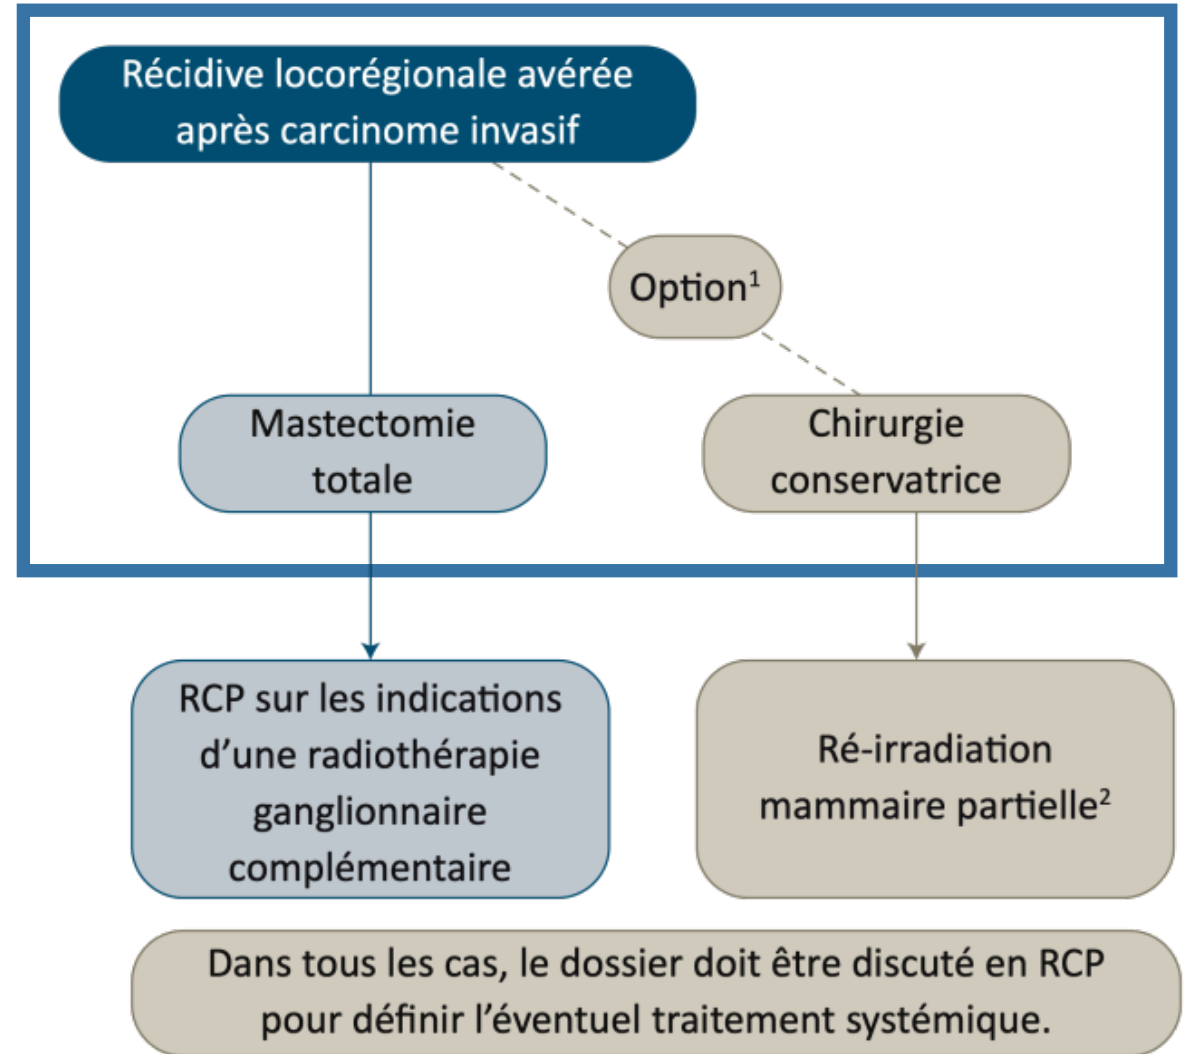 Récidive locorégionale avérée
après carcinome invasif
Option¹
Mastectomie
totale
Chirurgie
conservatrice
RCP sur les indications
d’une radiothérapie
ganglionnaire
complémentaire
Ré-irradiation
mammaire partielle²
Dans tous les cas, le dossier doit être discuté en RCP
pour définir l’éventuel traitement systémique.